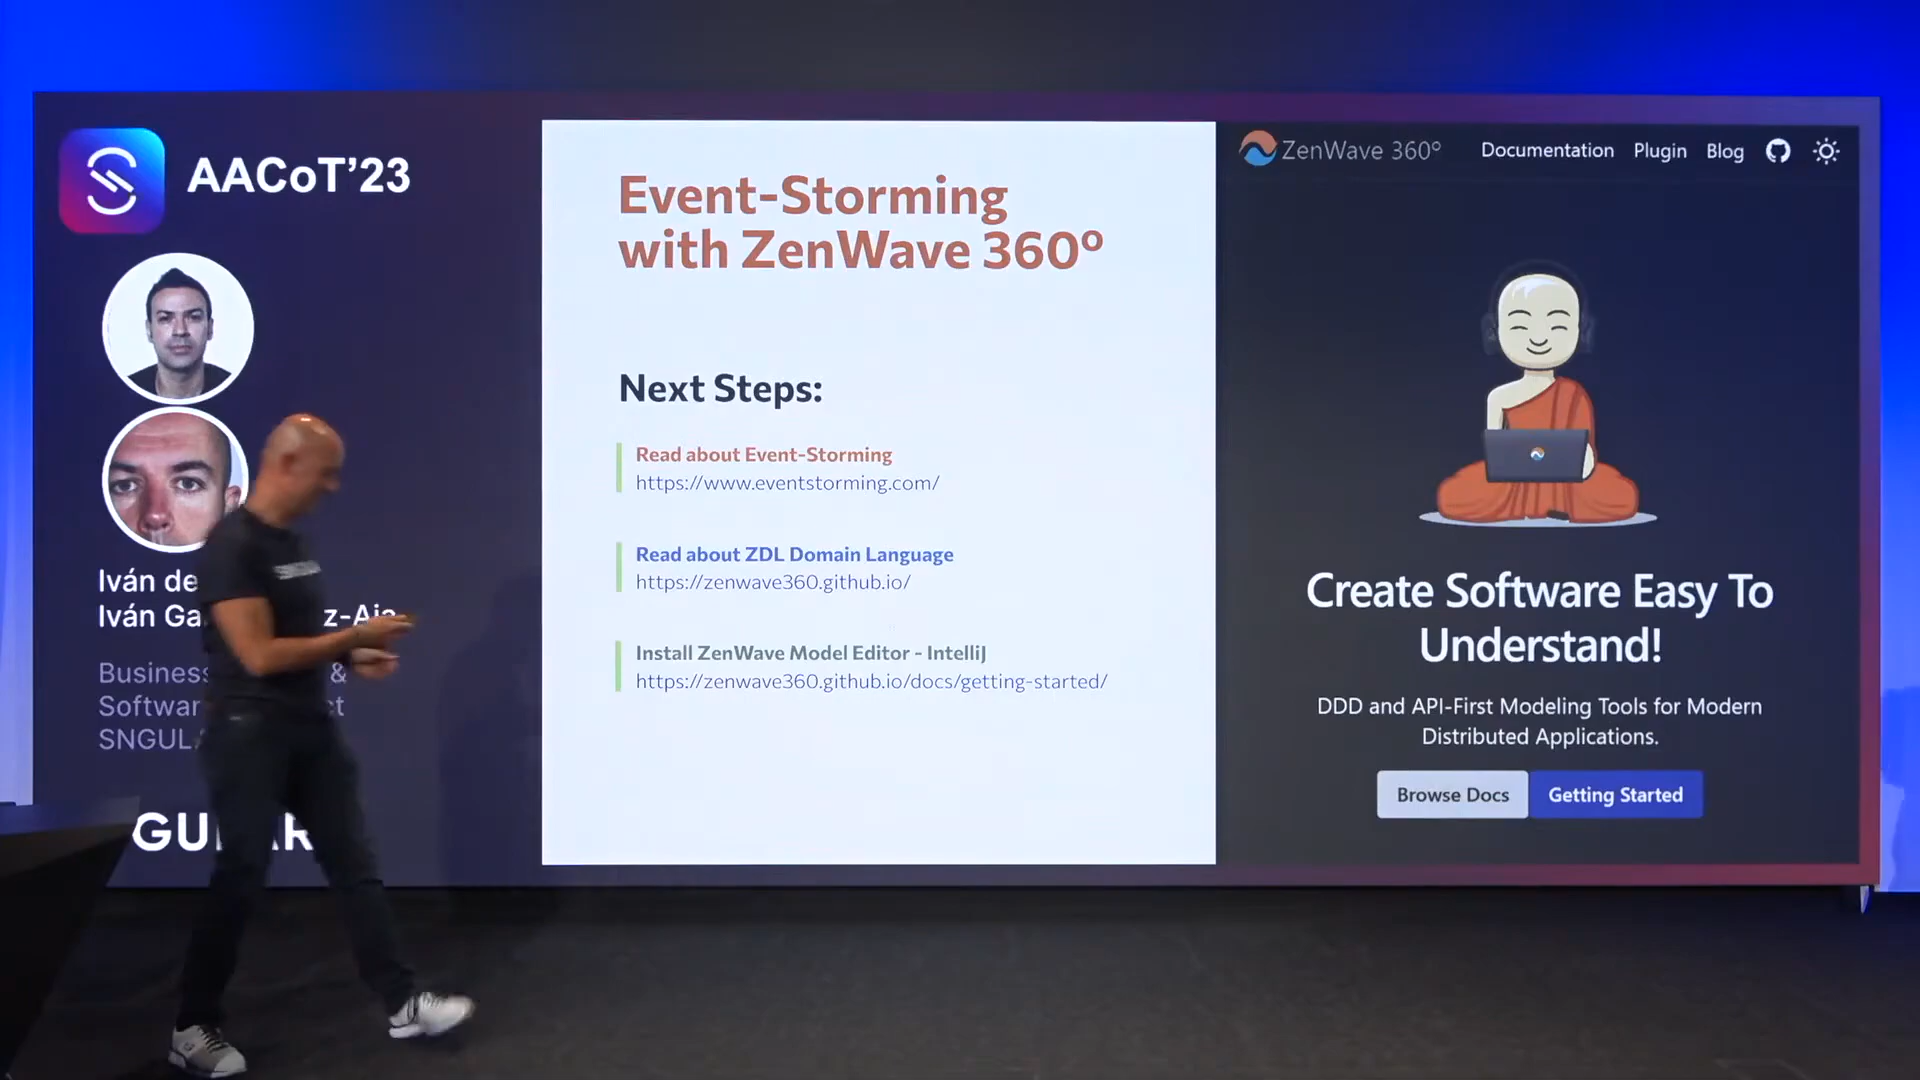 AACoT'23
Iván de
Iván Ga
Business &
Softwar ct
SNGUL
GU AR
Event-Storming
with ZenWave 360º
Next Steps:
Read about Event-Storming
https://www.eventstorming.com/
Read about ZDL Domain Language
https://zenwave360.github.io/
Install ZenWave Model Editor - IntelliJ
https://zenwave360.github.io/docs/getting-started/
ZenWave 360º Documentation Plugin Blog
Create Software Easy To
Understand!
DDD and API-First Modeling Tools for Modern
Distributed Applications.
Browse Docs Getting Started